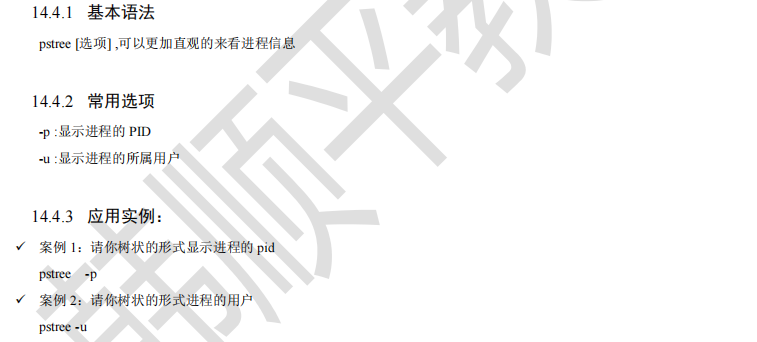 14.4.1 基本语法
pstree [选项] ,可以更加直观的来看进程信息
14.4.2 常用选项
-p :显示进程的 PID
-u :显示进程的所属用户
14.4.3 应用实例：
✓ 案例 1：请你树状的形式显示进程的 pid
pstree -p
✓ 案例 2：请你树状的形式进程的用户
pstree -u
韩顺平教